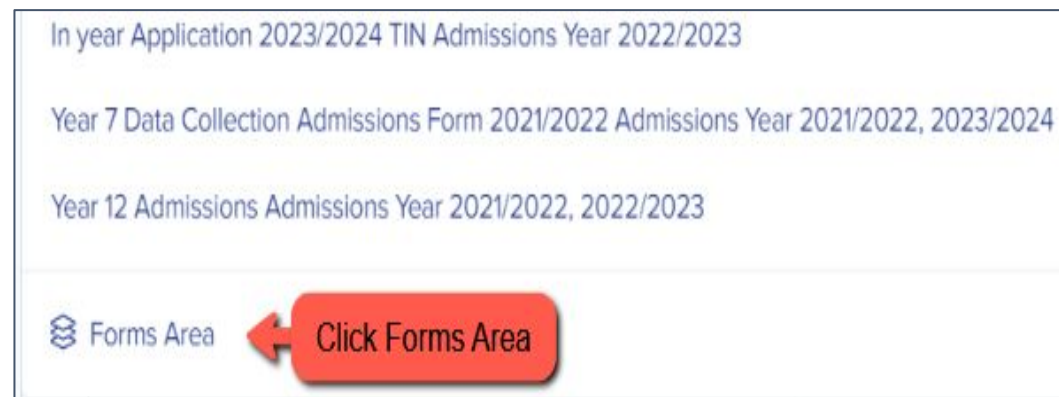 In year Application 2023/2024 TIN Admissions Year 2022/2023
Year 7 Data Collection Admissions Form 2021/2022 Admissions Year 2021/2022, 2023/2024
Year 12 Admissions Admissions Year 2021/2022, 2022/2023
Forms Area
Click Forms Area